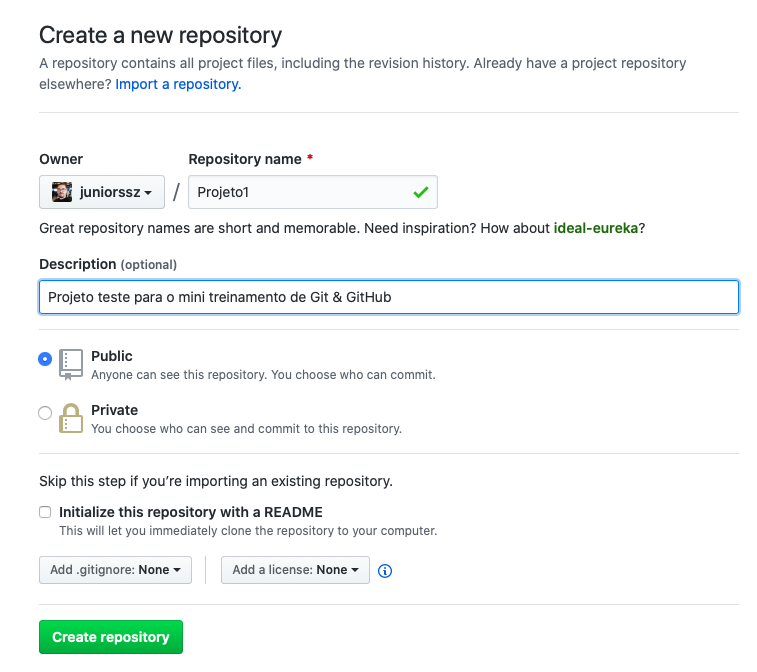 Create a new repository
A repository contains all project files, including the revision history. Already have a project repository
elsewhere? Import a repository.
Owner
Repository name *
juniorssz
/
Projeto1
Great repository names are short and memorable. Need inspiration? How about ideal-eureka?
Description (optional)
Projeto teste para o mini treinamento de Git & GitHub
Public
Anyone can see this repository. You choose who can commit.
Private
You choose who can see and commit to this repository.
Skip this step if you’re importing an existing repository.
Initialize this repository with a README
This will let you immediately clone the repository to your computer.
Add .gitignore: None
Add a license: None
Create repository